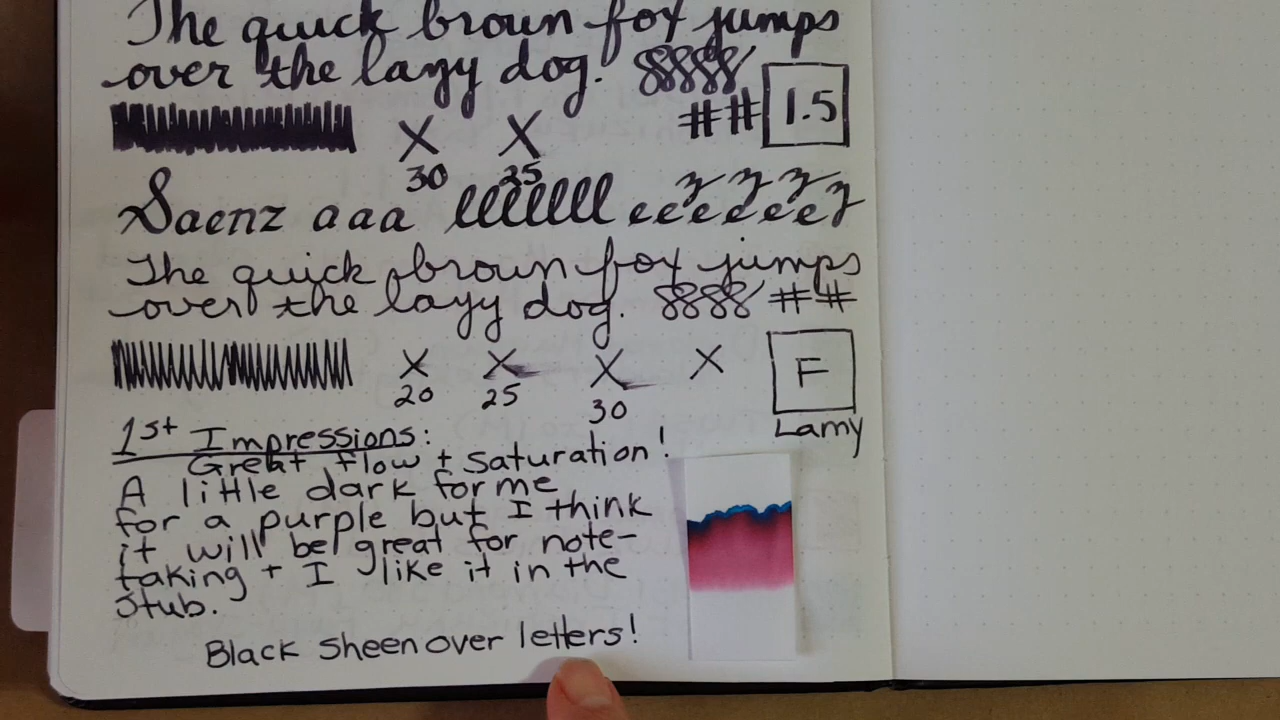 The quick brown fox jumps
over the lazy dog. 8888
## 1.5
X X
30 25
Saenz aaa llllllll eeeeee
The quick brown fox jumps
over the lazy dog. 8888 ##
X X X X F
20 25 30
Lamy
1st Impressions:
Great flow + saturation!
A little dark for me
for a purple but I think
it will be great for note-
taking + I like it in the
stub.
Black sheen over letters!